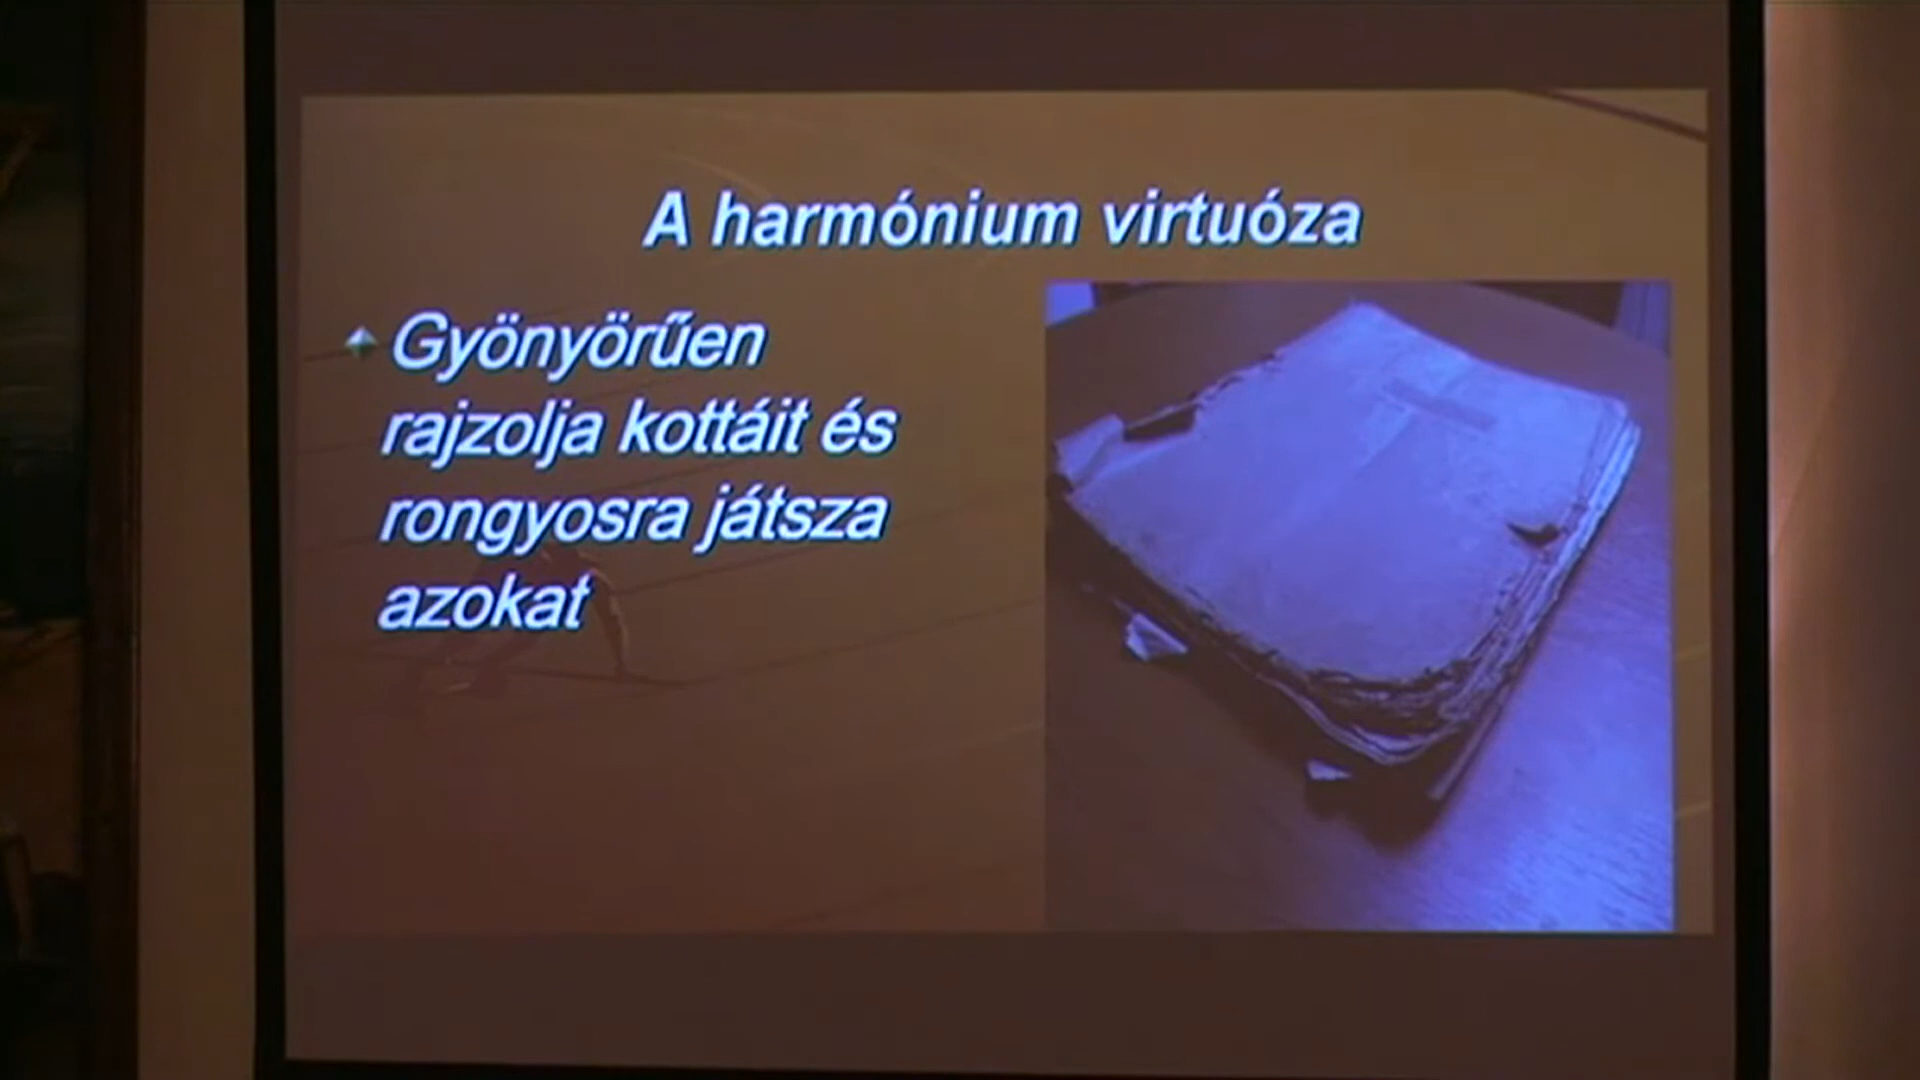 A harmónium virtuóza
Gyönyörűen
rajzolja kottáit és
rongyosra játsza
azokat